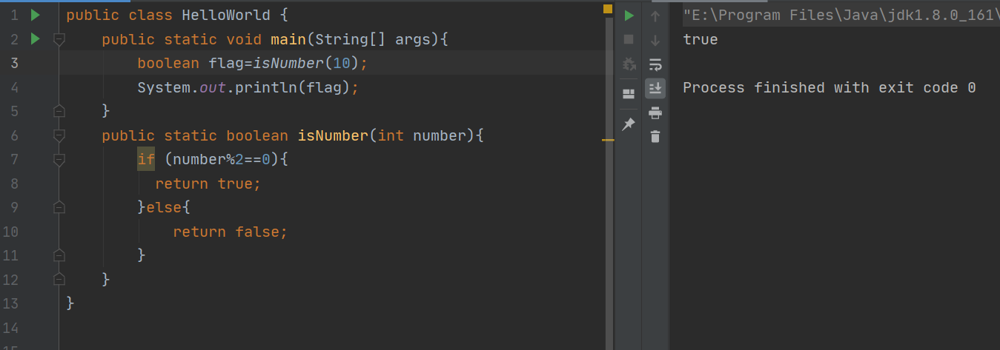 1 public class HelloWorld {
2 public static void main(String[] args){
3 boolean flag=isNumber(10);
4 System.out.println(flag);
5 }
6 public static boolean isNumber(int number){
7 if (number%2==0){
8 return true;
9 }else{
10 return false;
11 }
12 }
13 }
14
"E:\Program Files\Java\jdk1.8.0_161\
true
Process finished with exit code 0